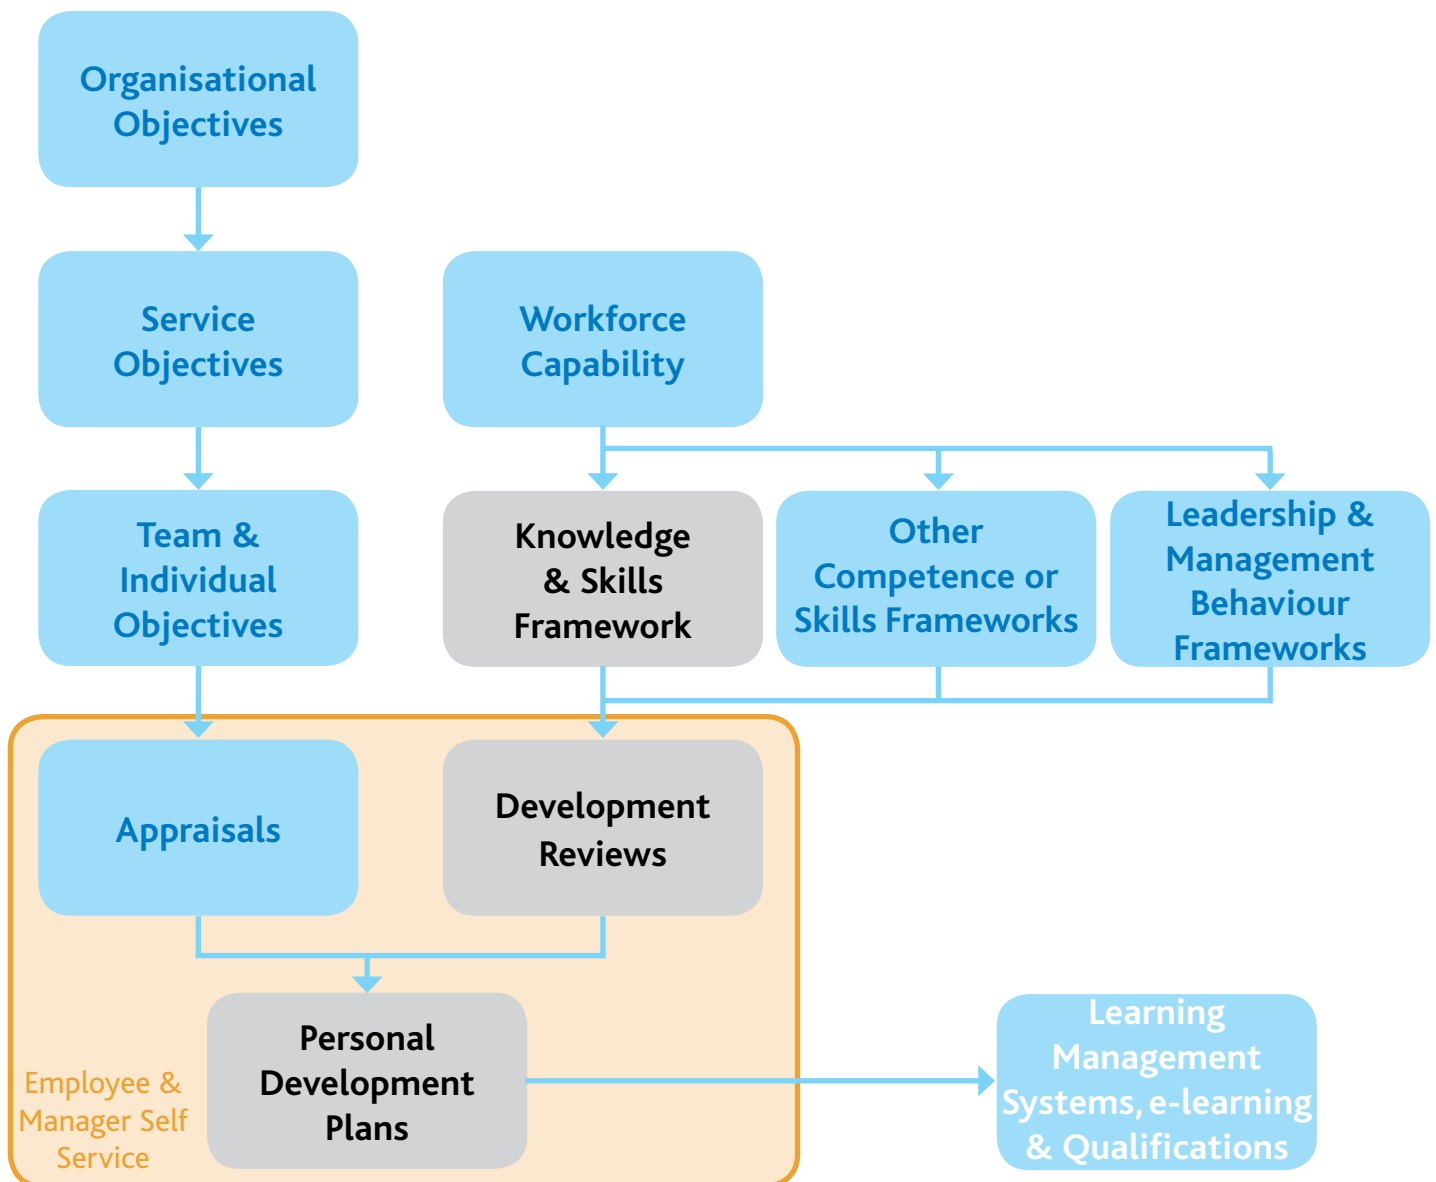 Organisational
Objectives
Service
Objectives
Workforce
Capability
Team &
Individual
Objectives
Knowledge
& Skills
Framework
Other
Competence or
Skills Frameworks
Leadership &
Management
Behaviour
Frameworks
Appraisals
Development
Reviews
Personal
Development
Plans
Employee &
Manager Self
Service
Learning
Management
Systems, e-learning
& Qualifications